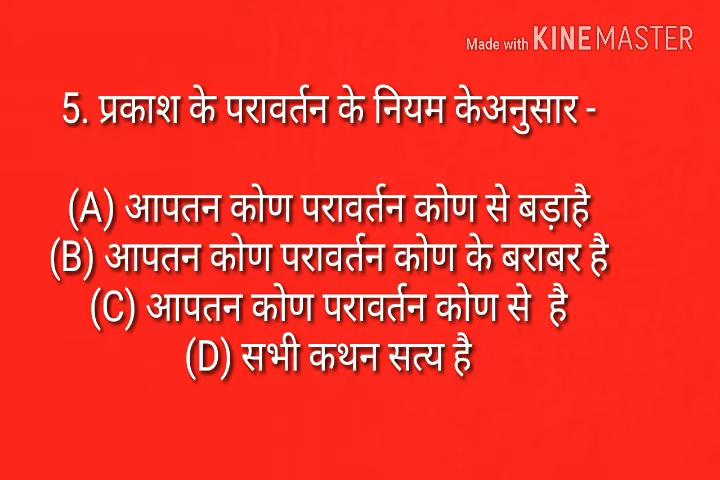 Made with KINEMASTER
5. प्रकाश के परावर्तन के नियम केअनुसार -
(A) आपतन कोण परावर्तन कोण से बड़ाहै
(B) आपतन कोण परावर्तन कोण के बराबर है
(C) आपतन कोण परावर्तन कोण से है
(D) सभी कथन सत्य है